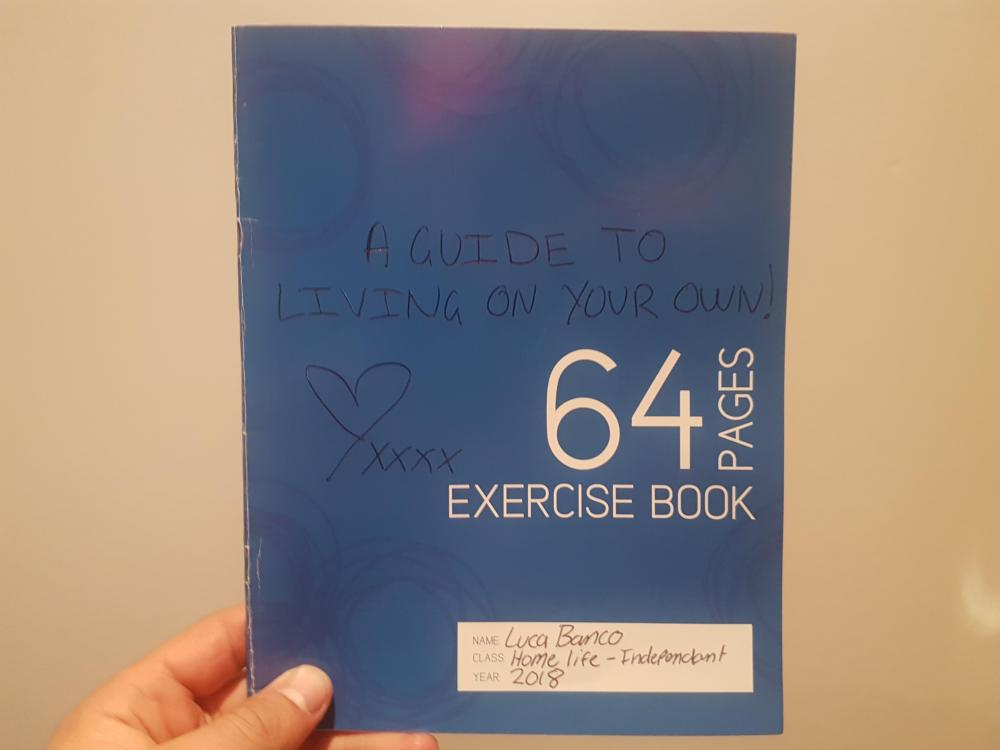 A GUIDE TO
LIVING ON YOUR OWN!
xxxx
64 PAGES
EXERCISE BOOK
NAME: Luca Banco
CLASS: Home life - Independant
YEAR: 2018